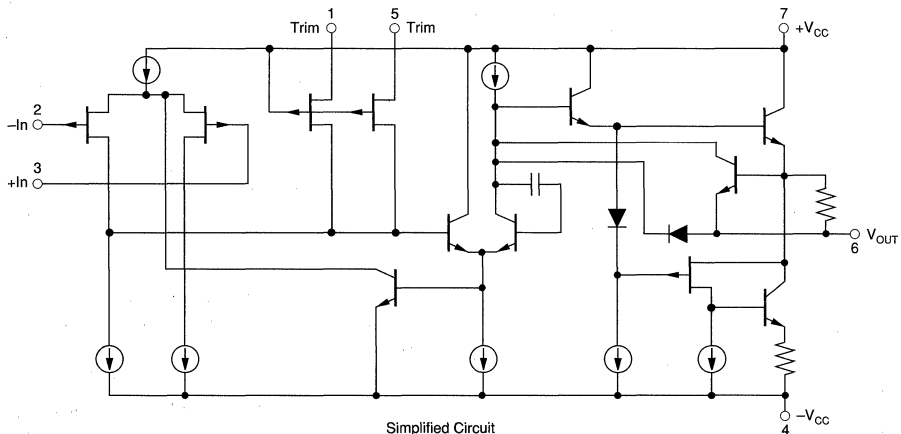 1
Trim
5
Trim
7
+VCC
2
–In
3
+In
VOUT
6
–VCC
4
Simplified Circuit